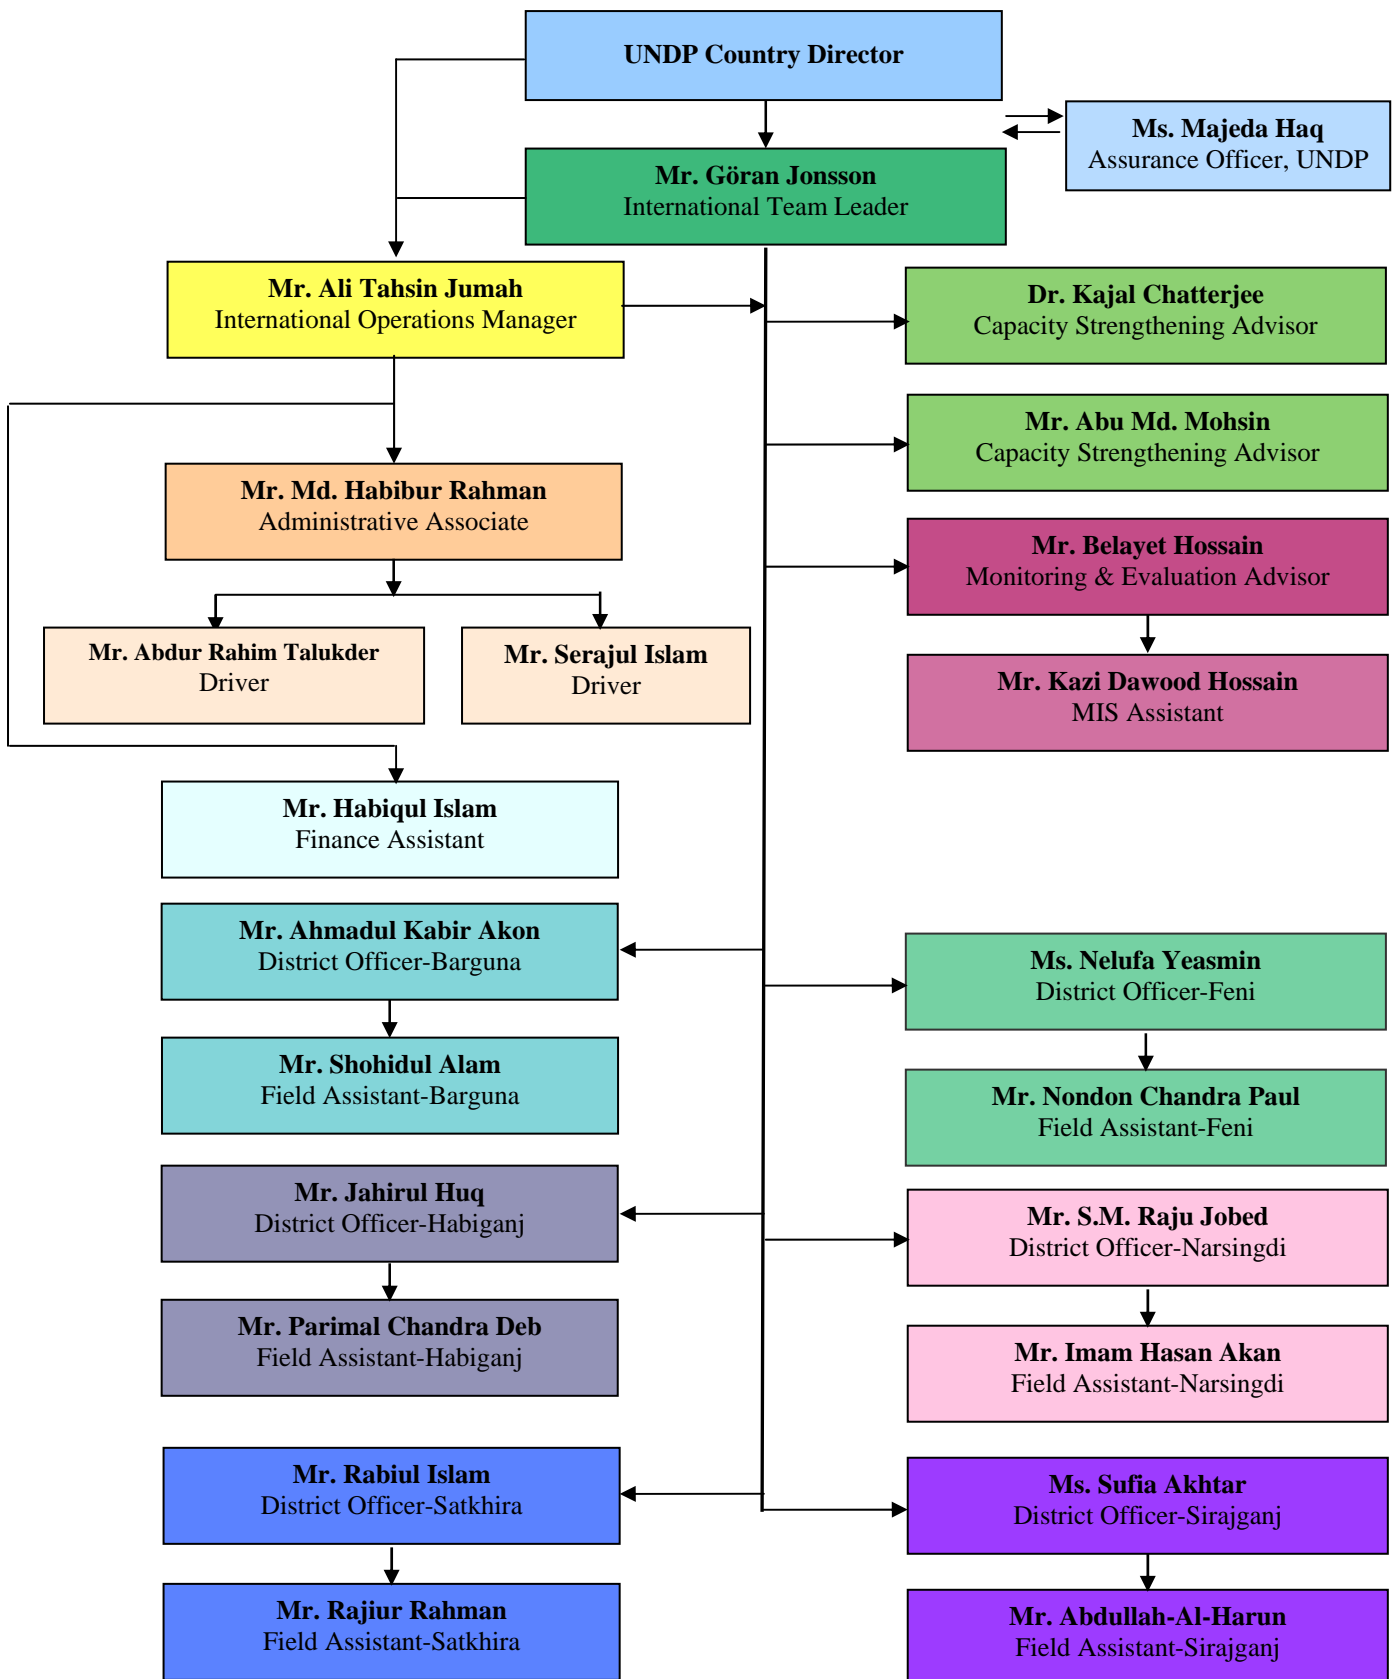 UNDP Country Director
Ms. Majeda Haq
Assurance Officer, UNDP
Mr. Göran Jonsson
International Team Leader
Mr. Ali Tahsin Jumah
International Operations Manager
Dr. Kajal Chatterjee
Capacity Strengthening Advisor
Mr. Abu Md. Mohsin
Capacity Strengthening Advisor
Mr. Md. Habibur Rahman
Administrative Associate
Mr. Belayet Hossain
Monitoring & Evaluation Advisor
Mr. Abdur Rahim Talukder
Driver
Mr. Serajul Islam
Driver
Mr. Kazi Dawood Hossain
MIS Assistant
Mr. Habiqul Islam
Finance Assistant
Mr. Ahmadul Kabir Akon
District Officer-Barguna
Ms. Nelufa Yeasmin
District Officer-Feni
Mr. Shohidul Alam
Field Assistant-Barguna
Mr. Nondon Chandra Paul
Field Assistant-Feni
Mr. Jahirul Huq
District Officer-Habiganj
Mr. S.M. Raju Jobed
District Officer-Narsingdi
Mr. Parimal Chandra Deb
Field Assistant-Habiganj
Mr. Imam Hasan Akan
Field Assistant-Narsingdi
Mr. Rabiul Islam
District Officer-Satkhira
Ms. Sufia Akhtar
District Officer-Sirajganj
Mr. Rajiur Rahman
Field Assistant-Satkhira
Mr. Abdullah-Al-Harun
Field Assistant-Sirajganj